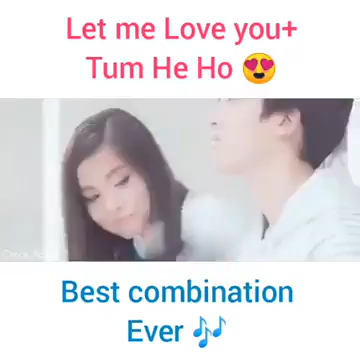 Let me Love you+
Tum He Ho 😍
Best combination
Ever 🎶